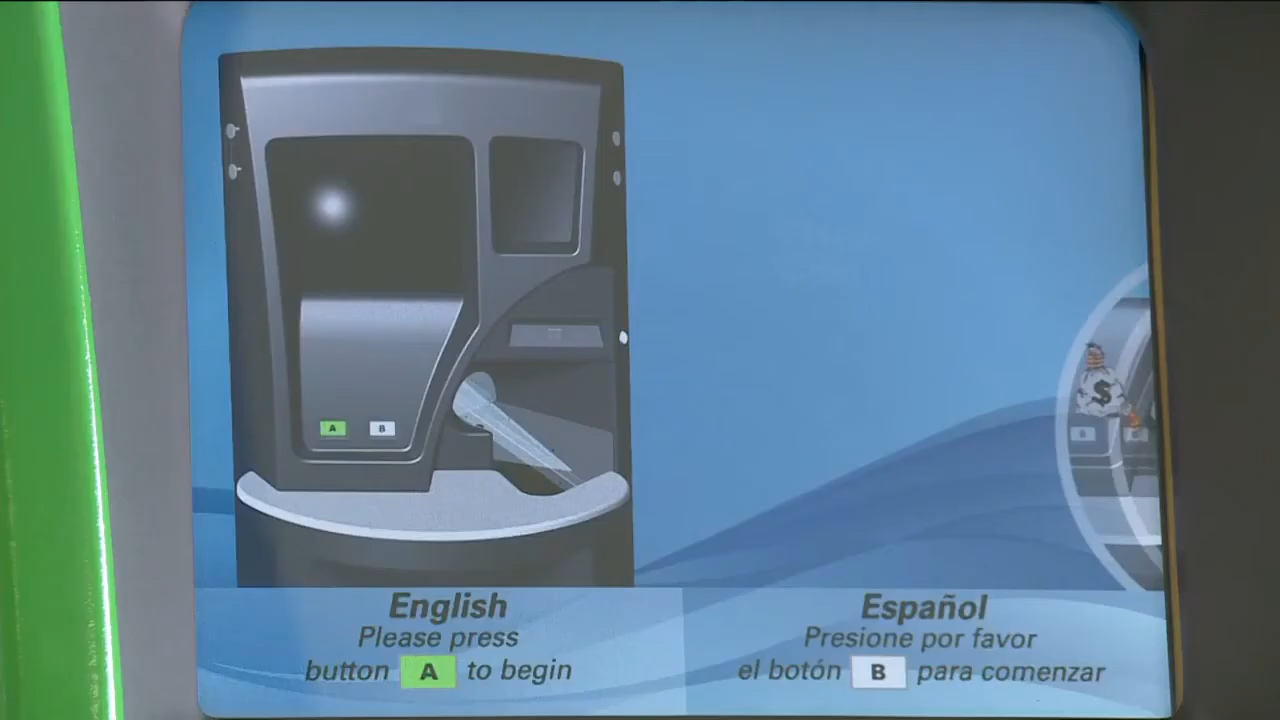 A B
$
B
English
Please press
button A to begin
Español
Presione por favor
el botón B para comenzar